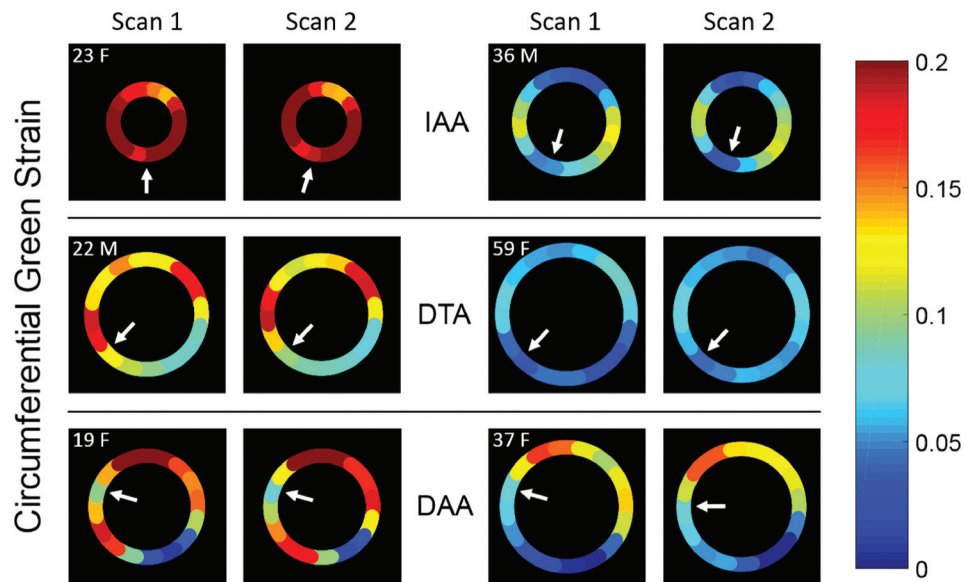 Scan 1
Scan 2
Scan 1
Scan 2
Circumferential Green Strain
23 F
IAA
36 M
22 M
DTA
59 F
19 F
DAA
37 F
0.2
0.15
0.1
0.05
0